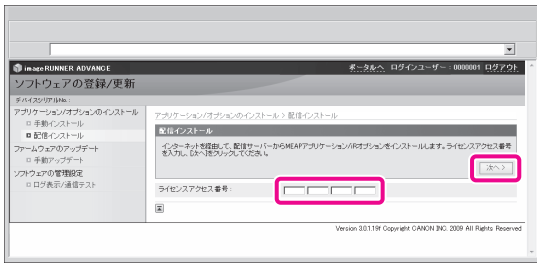 imageRUNNER ADVANCE
ポータルへ ログインユーザー : 0000001 ログアウト
ソフトウェアの登録/更新
デバイスシリアルNo. :
アプリケーション/オプションのインストール
手動インストール
配信インストール
ファームウェアのアップデート
手動アップデート
ソフトウェアの管理設定
ログ表示/通信テスト
アプリケーション/オプションのインストール > 配信インストール
配信インストール
インターネットを経由して、配信サーバーからMEAPアプリケーション/iRオプションをインストールします。ライセンスアクセス番号
を入力し、[次へ]をクリックしてください。
次へ >
ライセンスアクセス番号 :
Version 3.0.1.19f Copyright CANON INC. 2009 All Rights Reserved